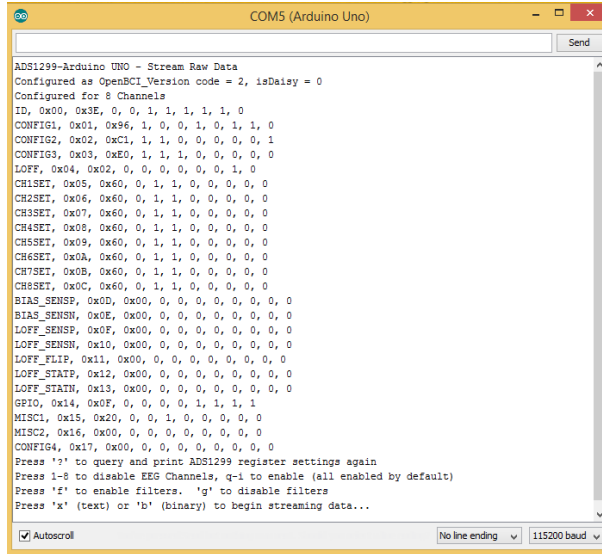 COM5 (Arduino Uno)
Send
ADS1299-Arduino UNO - Stream Raw Data
Configured as OpenBCI_Version code = 2, isDaisy = 0
Configured for 8 Channels
ID, 0x00, 0x3E, 0, 0, 1, 1, 1, 1, 1, 0
CONFIG1, 0x01, 0x96, 1, 0, 0, 1, 0, 1, 1, 0
CONFIG2, 0x02, 0xC1, 1, 1, 0, 0, 0, 0, 0, 1
CONFIG3, 0x03, 0xE0, 1, 1, 1, 0, 0, 0, 0, 0
LOFF, 0x04, 0x02, 0, 0, 0, 0, 0, 0, 1, 0
CH1SET, 0x05, 0x60, 0, 1, 1, 0, 0, 0, 0, 0
CH2SET, 0x06, 0x60, 0, 1, 1, 0, 0, 0, 0, 0
CH3SET, 0x07, 0x60, 0, 1, 1, 0, 0, 0, 0, 0
CH4SET, 0x08, 0x60, 0, 1, 1, 0, 0, 0, 0, 0
CH5SET, 0x09, 0x60, 0, 1, 1, 0, 0, 0, 0, 0
CH6SET, 0x0A, 0x60, 0, 1, 1, 0, 0, 0, 0, 0
CH7SET, 0x0B, 0x60, 0, 1, 1, 0, 0, 0, 0, 0
CH8SET, 0x0C, 0x60, 0, 1, 1, 0, 0, 0, 0, 0
BIAS_SENSP, 0x0D, 0x00, 0, 0, 0, 0, 0, 0, 0, 0
BIAS_SENSN, 0x0E, 0x00, 0, 0, 0, 0, 0, 0, 0, 0
LOFF_SENSP, 0x0F, 0x00, 0, 0, 0, 0, 0, 0, 0, 0
LOFF_SENSN, 0x10, 0x00, 0, 0, 0, 0, 0, 0, 0, 0
LOFF_FLIP, 0x11, 0x00, 0, 0, 0, 0, 0, 0, 0, 0
LOFF_STATP, 0x12, 0x00, 0, 0, 0, 0, 0, 0, 0, 0
LOFF_STATN, 0x13, 0x00, 0, 0, 0, 0, 0, 0, 0, 0
GPIO, 0x14, 0x0F, 0, 0, 0, 0, 1, 1, 1, 1
MISC1, 0x15, 0x20, 0, 0, 1, 0, 0, 0, 0, 0
MISC2, 0x16, 0x00, 0, 0, 0, 0, 0, 0, 0, 0
CONFIG4, 0x17, 0x00, 0, 0, 0, 0, 0, 0, 0, 0
Press '?' to query and print ADS1299 register settings again
Press 1-8 to disable EEG Channels, q-i to enable (all enabled by default)
Press 'f' to enable filters.  'g' to disable filters
Press 'x' (text) or 'b' (binary) to begin streaming data...
Autoscroll
No line ending
115200 baud